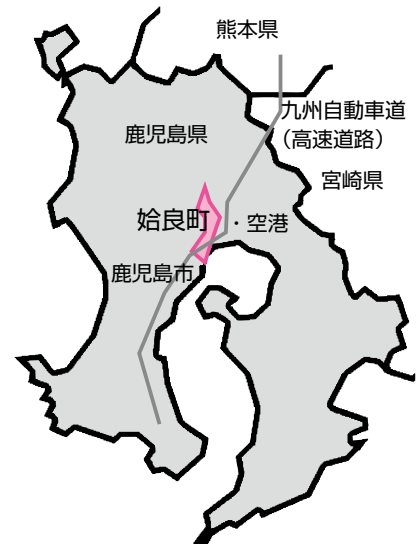 熊本県
九州自動車道
（高速道路）
鹿児島県
宮崎県
姶良町
・空港
鹿児島市